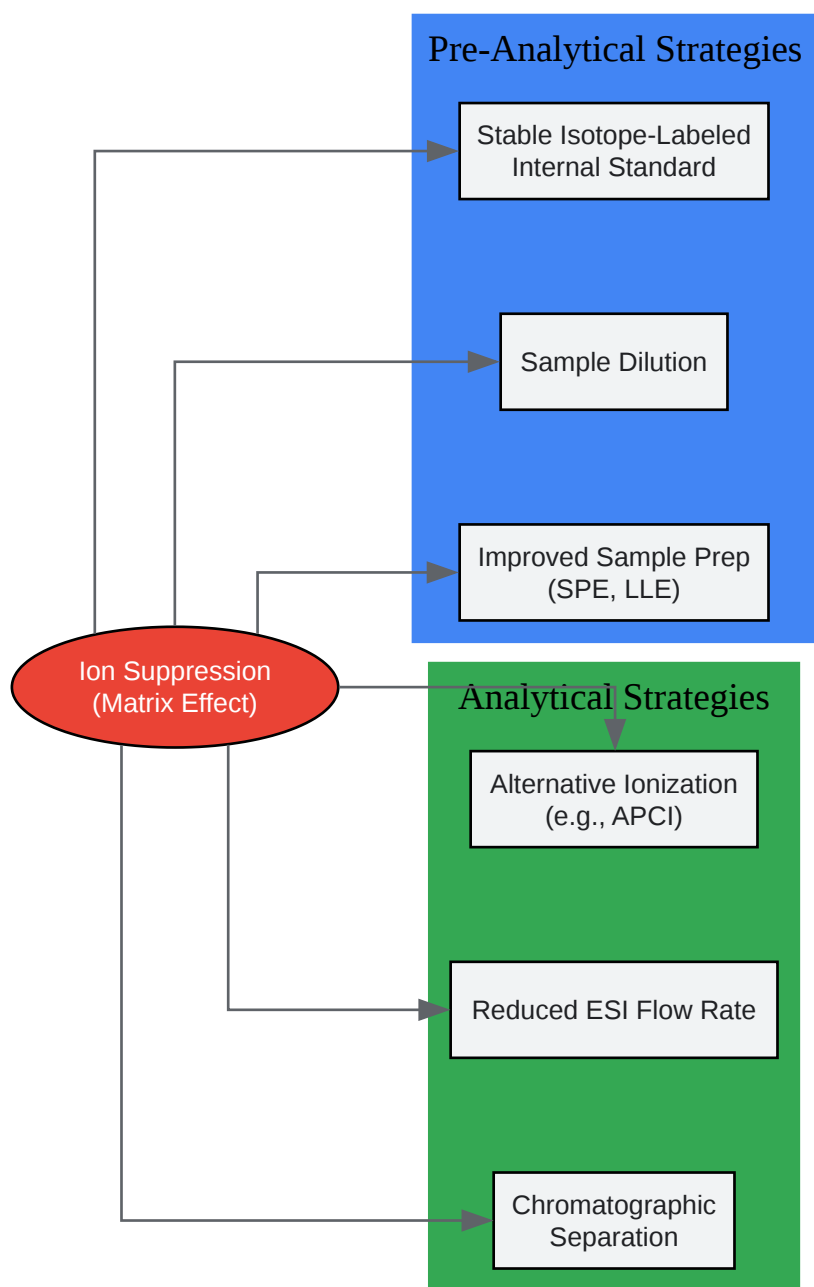 Pre-Analytical Strategies
Stable Isotope-Labeled
Internal Standard
Sample Dilution
Improved Sample Prep
(SPE, LLE)
Ion Suppression
(Matrix Effect)
Analytical Strategies
Alternative Ionization
(e.g., APCI)
Reduced ESI Flow Rate
Chromatographic
Separation